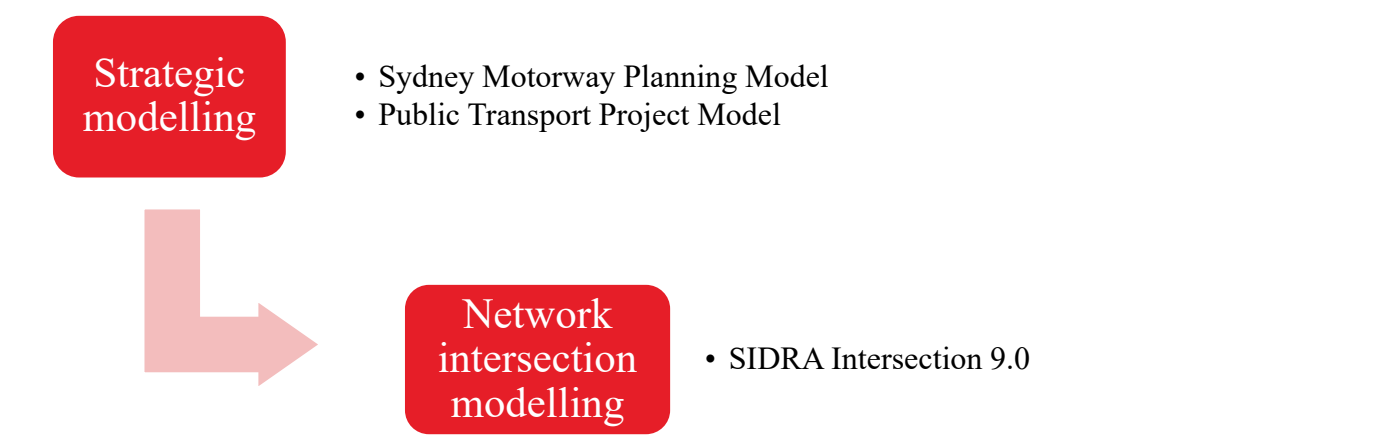 Strategic
modelling
• Sydney Motorway Planning Model
• Public Transport Project Model
Network
intersection
modelling
• SIDRA Intersection 9.0